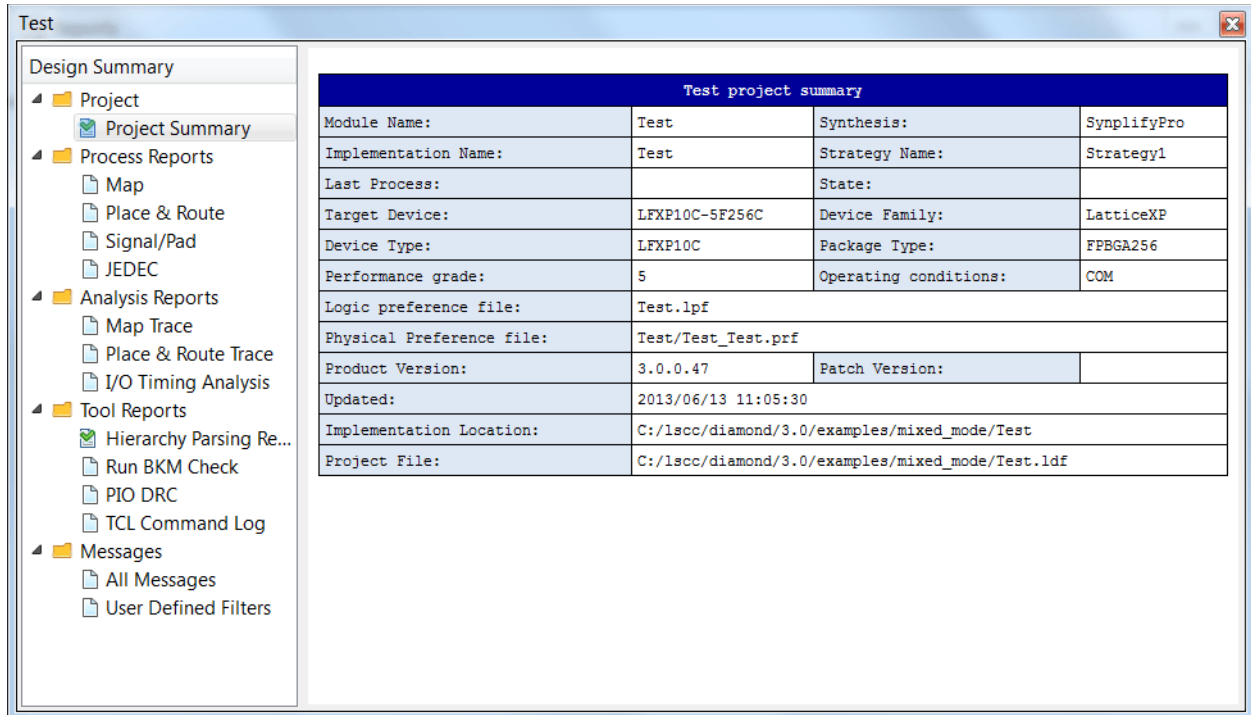 Test
Design Summary
Project
Project Summary
Process Reports
Map
Place & Route
Signal/Pad
JEDEC
Analysis Reports
Map Trace
Place & Route Trace
I/O Timing Analysis
Tool Reports
Hierarchy Parsing Re...
Run BKM Check
PIO DRC
TCL Command Log
Messages
All Messages
User Defined Filters
Test project summary
Module Name: Test Synthesis: SynplifyPro
Implementation Name: Test Strategy Name: Strategy1
Last Process: State:
Target Device: LFXP10C-5F256C Device Family: LatticeXP
Device Type: LFXP10C Package Type: FPBGA256
Performance grade: 5 Operating conditions: COM
Logic preference file: Test.lpf
Physical Preference file: Test/Test_Test.prf
Product Version: 3.0.0.47 Patch Version:
Updated: 2013/06/13 11:05:30
Implementation Location: C:/lscc/diamond/3.0/examples/mixed_mode/Test
Project File: C:/lscc/diamond/3.0/examples/mixed_mode/Test.ldf